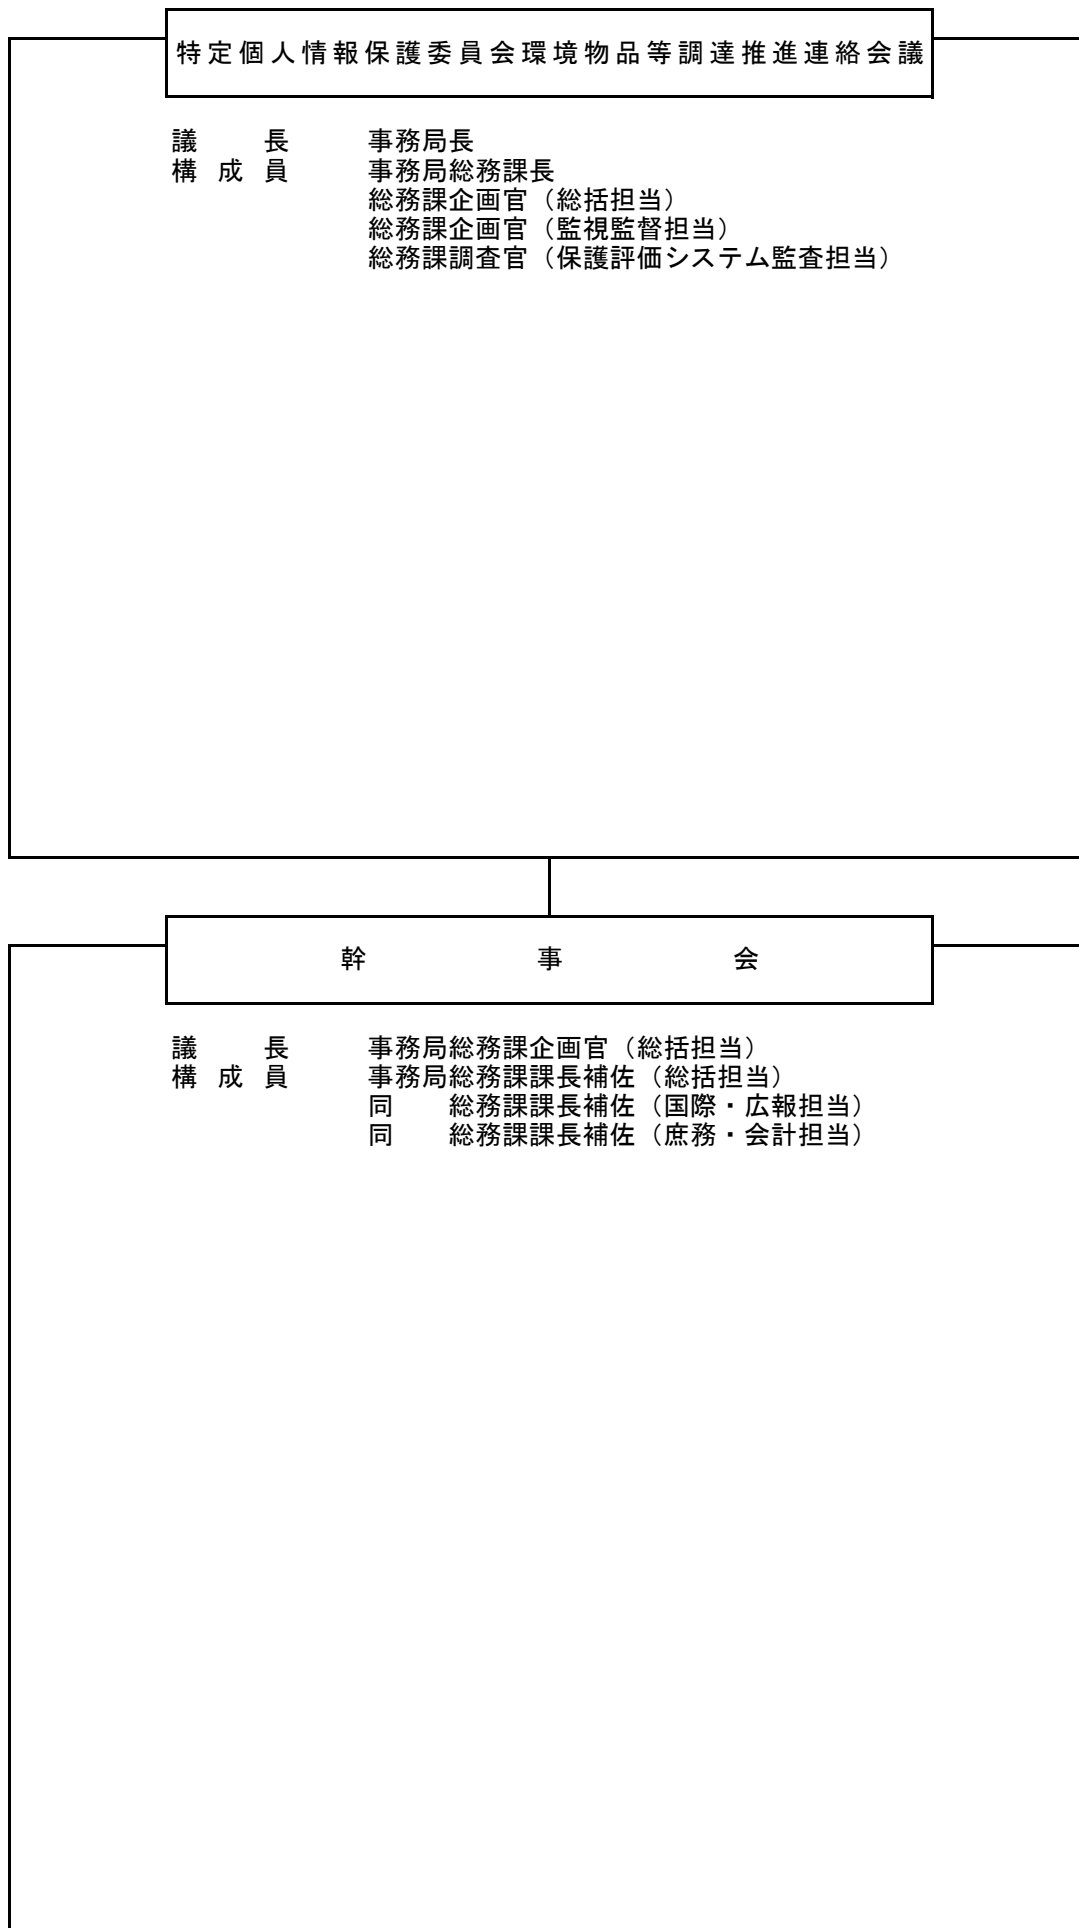 特定個人情報保護委員会環境物品等調達推進連絡会議
議　　長　　事務局長
構 成 員　　事務局総務課長
総務課企画官（総括担当）
総務課企画官（監視監督担当）
総務課調査官（保護評価システム監査担当）
幹　　事　　会
議　　長　　事務局総務課企画官（総括担当）
構 成 員　　事務局総務課課長補佐（総括担当）
同　　総務課課長補佐（国際・広報担当）
同　　総務課課長補佐（庶務・会計担当）